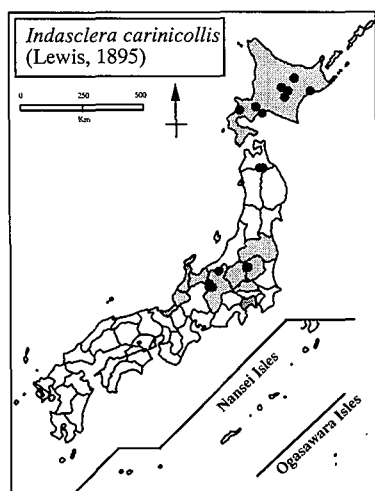 Indasclera carinicollis
(Lewis, 1895)
0 250 500
Km
Nansei Isles
Ogasawara Isles